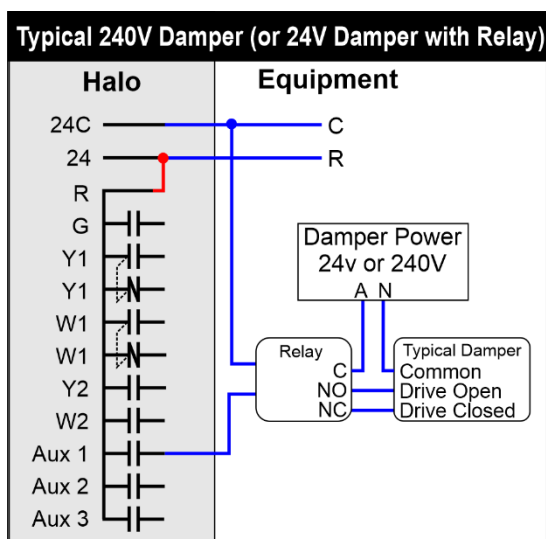 Typical 240V Damper (or 24V Damper with Relay)
Halo
Equipment
24C
C
24
R
R
G
Y1
Y1
W1
W1
Y2
W2
Aux 1
Aux 2
Aux 3
Damper Power
24v or 240V
A N
Relay
C
NO
NC
Typical Damper
Common
Drive Open
Drive Closed